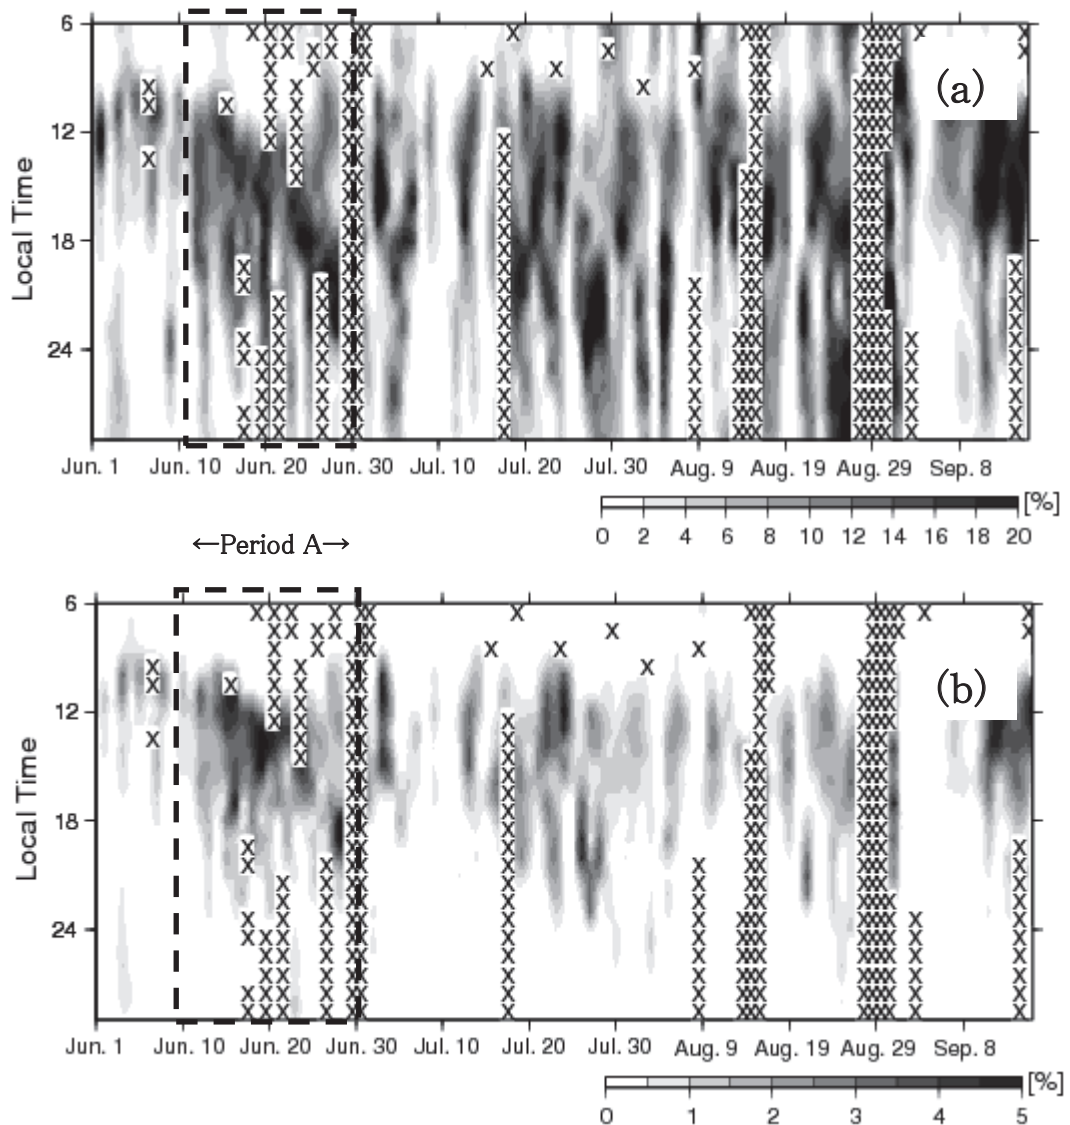 6
(a)
12
Local Time
18
24
Jun. 1 Jun. 10 Jun. 20 Jun. 30 Jul. 10 Jul. 20 Jul. 30 Aug. 9 Aug. 19 Aug. 29 Sep. 8
[%]
0 2 4 6 8 10 12 14 16 18 20
←Period A→
6
(b)
12
Local Time
18
24
Jun. 1 Jun. 10 Jun. 20 Jun. 30 Jul. 10 Jul. 20 Jul. 30 Aug. 9 Aug. 19 Aug. 29 Sep. 8
[%]
0 1 2 3 4 5